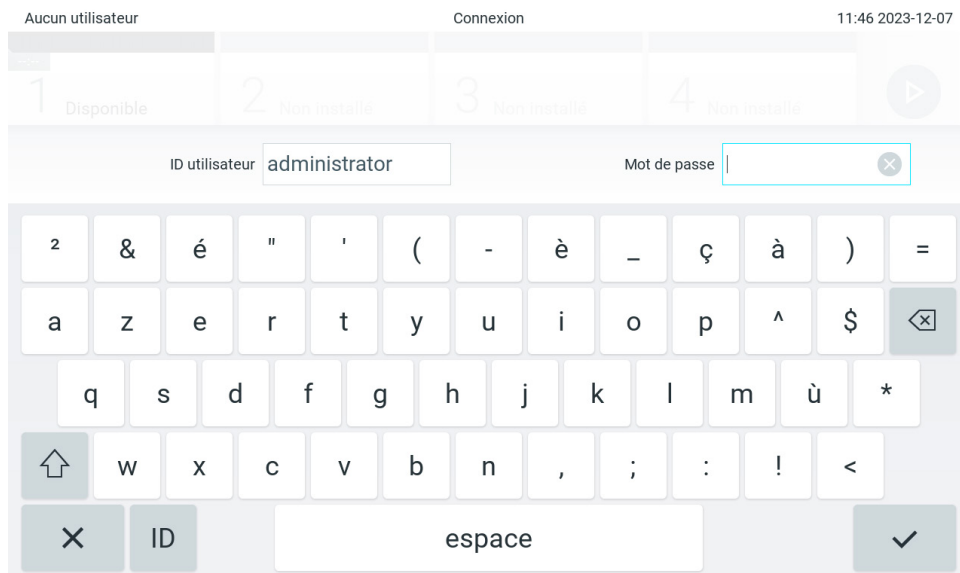 Aucun utilisateur Connexion 11:46 2023-12-07
1 Disponible 2 Non installé 3 Non installé 4 Non installé
ID utilisateur administrator Mot de passe
² & é " ' ( - è _ ç à ) =
a z e r t y u i o p ^ $
q s d f g h j k l m ù *
w x c v b n , ; : ! <
ID espace